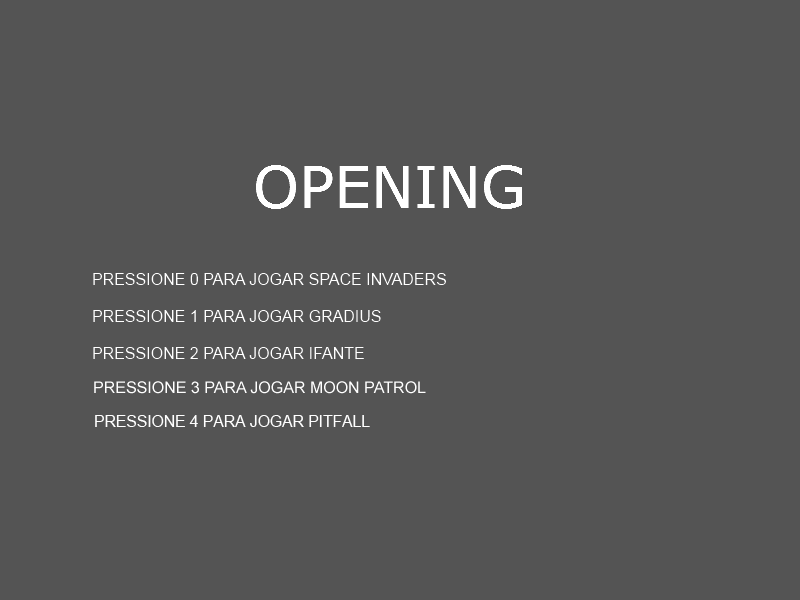 OPENING
PRESSIONE 0 PARA JOGAR SPACE INVADERS
PRESSIONE 1 PARA JOGAR GRADIUS
PRESSIONE 2 PARA JOGAR IFANTE
PRESSIONE 3 PARA JOGAR MOON PATROL
PRESSIONE 4 PARA JOGAR PITFALL